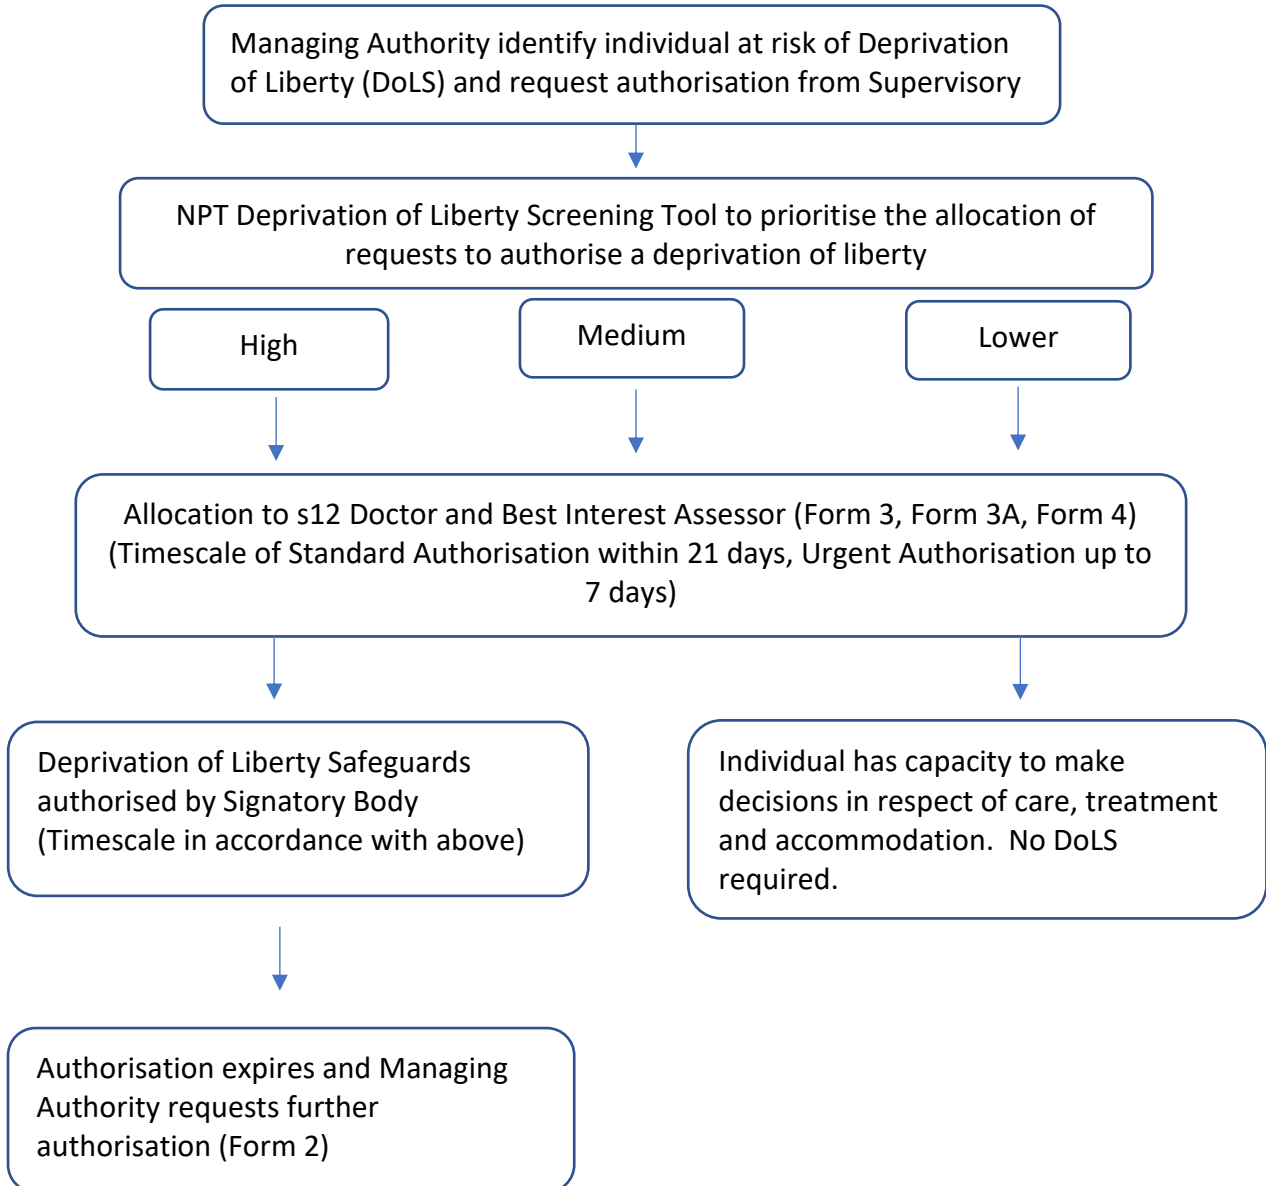 Managing Authority identify individual at risk of Deprivation
of Liberty (DoLS) and request authorisation from Supervisory
NPT Deprivation of Liberty Screening Tool to prioritise the allocation of
requests to authorise a deprivation of liberty
High
Medium
Lower
Allocation to s12 Doctor and Best Interest Assessor (Form 3, Form 3A, Form 4)
(Timescale of Standard Authorisation within 21 days, Urgent Authorisation up to
7 days)
Deprivation of Liberty Safeguards
authorised by Signatory Body
(Timescale in accordance with above)
Individual has capacity to make
decisions in respect of care, treatment
and accommodation.  No DoLS
required.
Authorisation expires and Managing
Authority requests further
authorisation (Form 2)